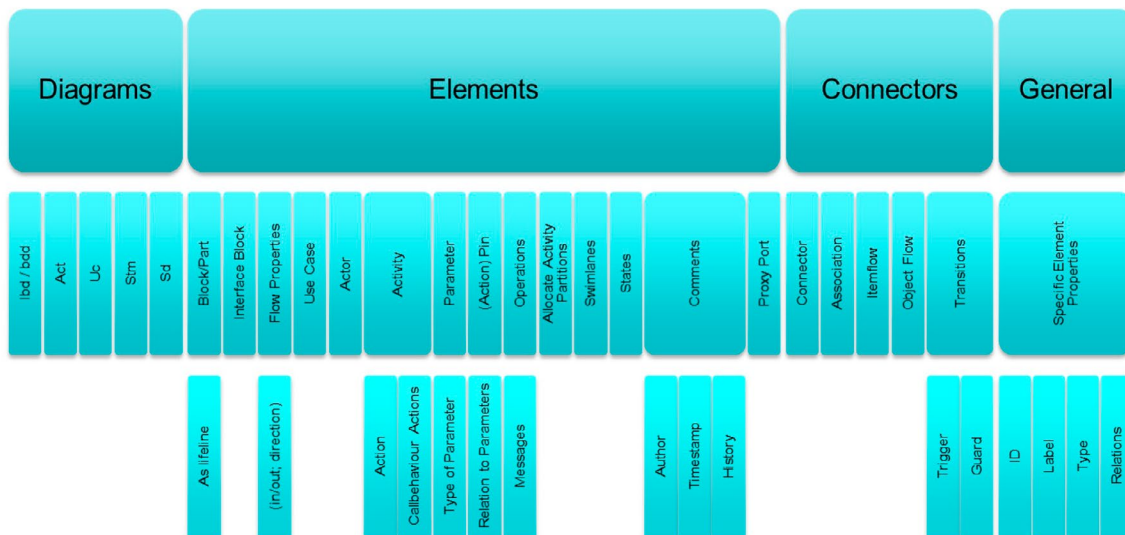 Diagrams
Elements
Connectors
General
Ibd / bdd
Act
Uc
Stm
Sd
Block/Part
Interface Block
Flow Properties
Use Case
Actor
Activity
Parameter
(Action) Pin
Operations
Allocate Activity
Partitions
Swimlanes
States
Comments
Proxy Port
Connector
Association
Itemflow
Object Flow
Transitions
Specific Element
Properties
As lifeline
(in/out; direction)
Action
Callbehaviour Actions
Type of Parameter
Relation to Parameters
Messages
Author
Timestamp
History
Trigger
Guard
ID
Label
Type
Relations